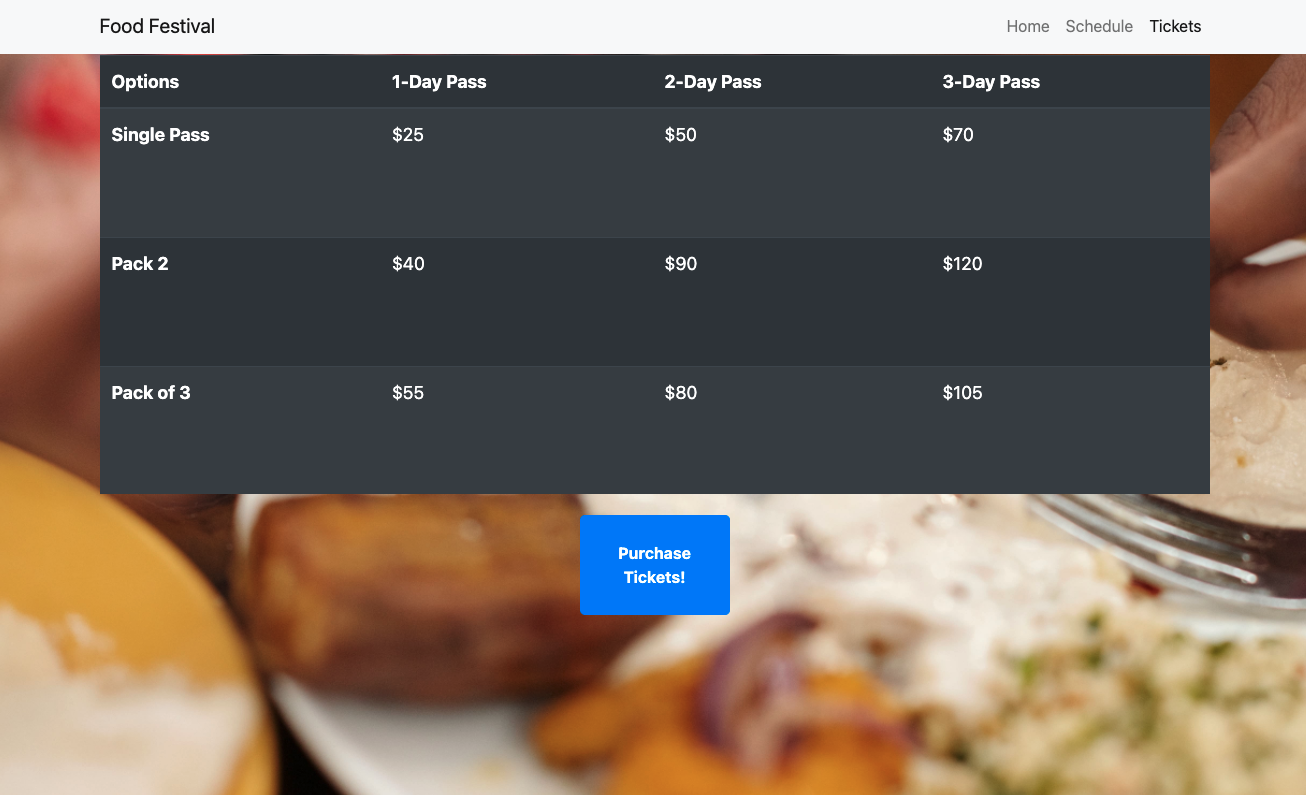 Food Festival Home Schedule Tickets
Options 1-Day Pass 2-Day Pass 3-Day Pass
Single Pass $25 $50 $70
Pack 2 $40 $90 $120
Pack of 3 $55 $80 $105
Purchase
Tickets!